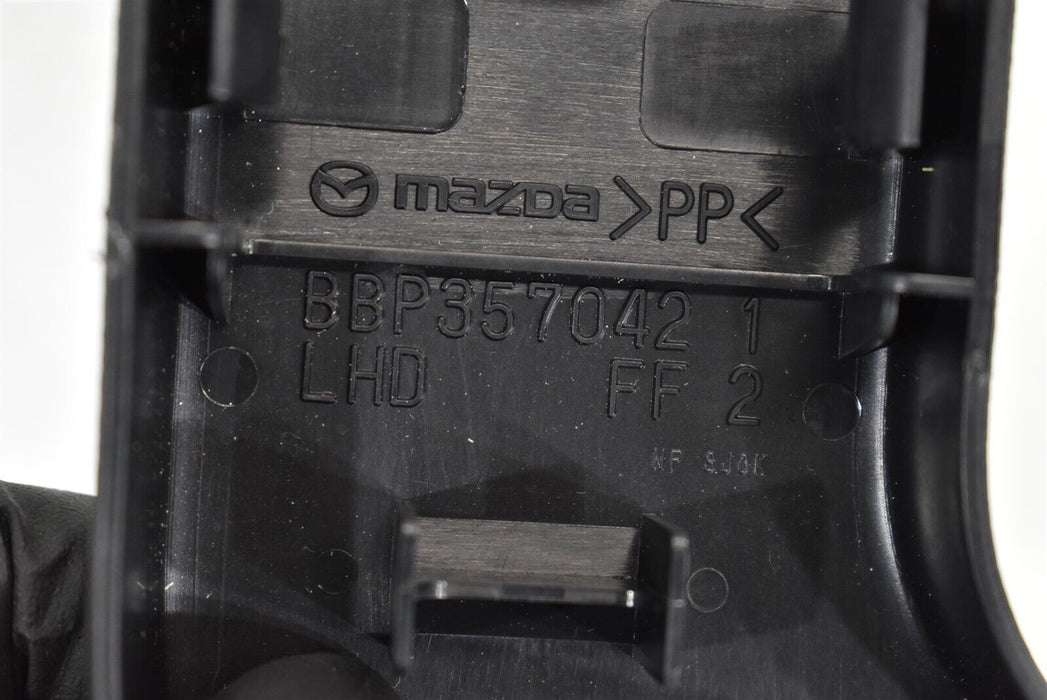 mazda >PP<
BBP357042 1
LHD FF 2